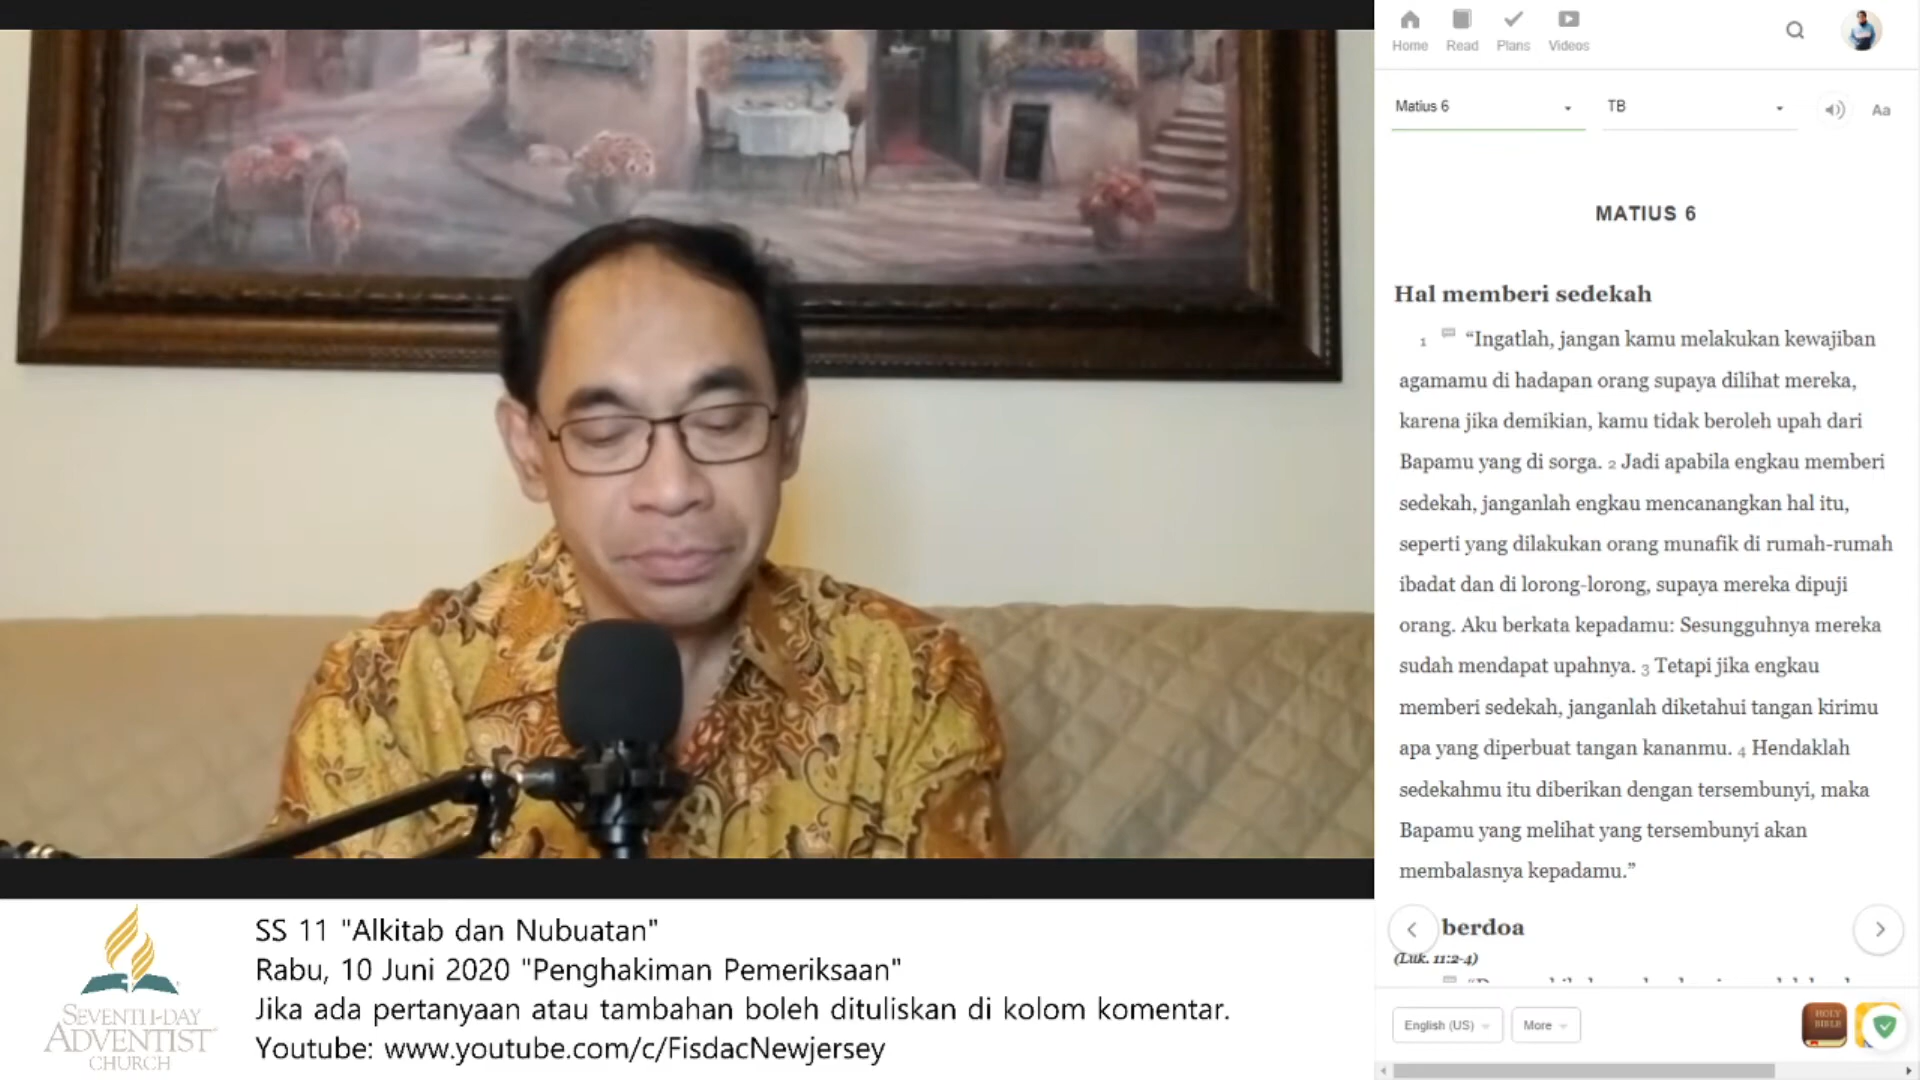 Home Read Plans Videos
Matius 6
TB
Aa
MATIUS 6
Hal memberi sedekah
1 “Ingatlah, jangan kamu melakukan kewajiban
agamamu di hadapan orang supaya dilihat mereka,
karena jika demikian, kamu tidak beroleh upah dari
Bapamu yang di sorga. 2 Jadi apabila engkau memberi
sedekah, janganlah engkau mencanangkan hal itu,
seperti yang dilakukan orang munafik di rumah-rumah
ibadat dan di lorong-lorong, supaya mereka dipuji
orang. Aku berkata kepadamu: Sesungguhnya mereka
sudah mendapat upahnya. 3 Tetapi jika engkau
memberi sedekah, janganlah diketahui tangan kirimu
apa yang diperbuat tangan kananmu. 4 Hendaklah
sedekahmu itu diberikan dengan tersembunyi, maka
Bapamu yang melihat yang tersembunyi akan
membalasnya kepadamu.”
berdoa
(Luk. 11:2-4)
English (US)
More
HOLY
BIBLE
SS 11 "Alkitab dan Nubuatan"
Rabu, 10 Juni 2020 "Penghakiman Pemeriksaan"
Jika ada pertanyaan atau tambahan boleh dituliskan di kolom komentar.
Youtube: www.youtube.com/c/FisdacNewjersey
SEVENTH-DAY
ADVENTIST
CHURCH